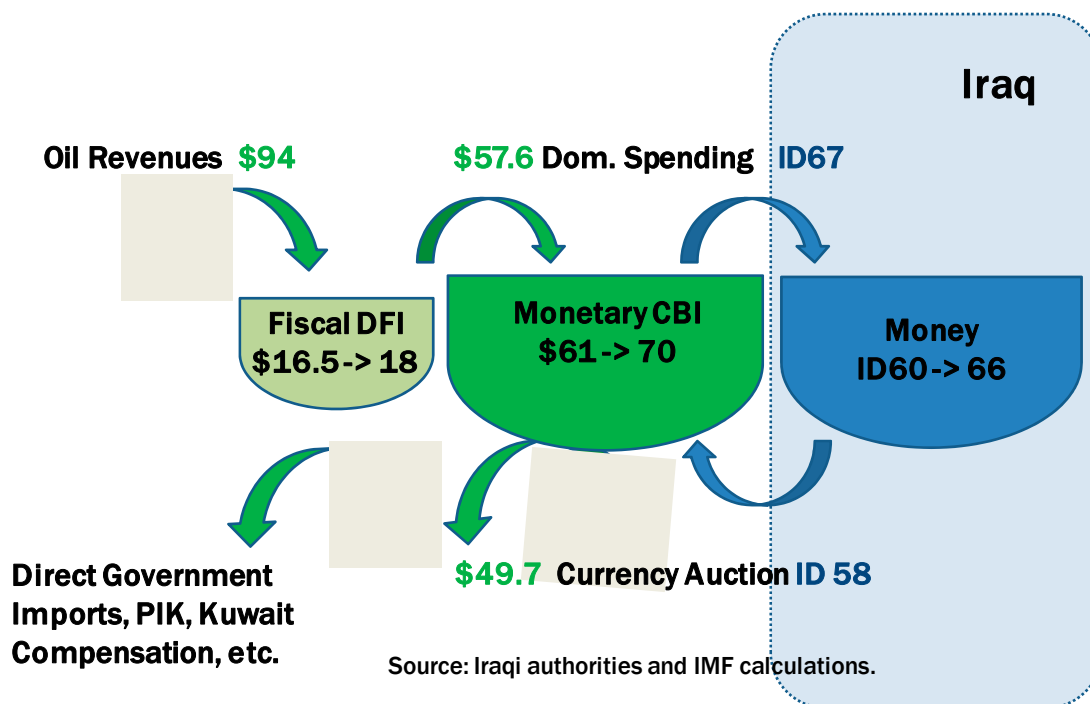 Iraq
Oil Revenues $94
$57.6 Dom. Spending ID67
Fiscal DFI
$16.5-> 18
Monetary CBI
$61-> 70
Money
ID60-> 66
Direct Government
Imports, PIK, Kuwait
Compensation, etc.
$49.7 Currency Auction ID 58
Source: Iraqi authorities and IMF calculations.